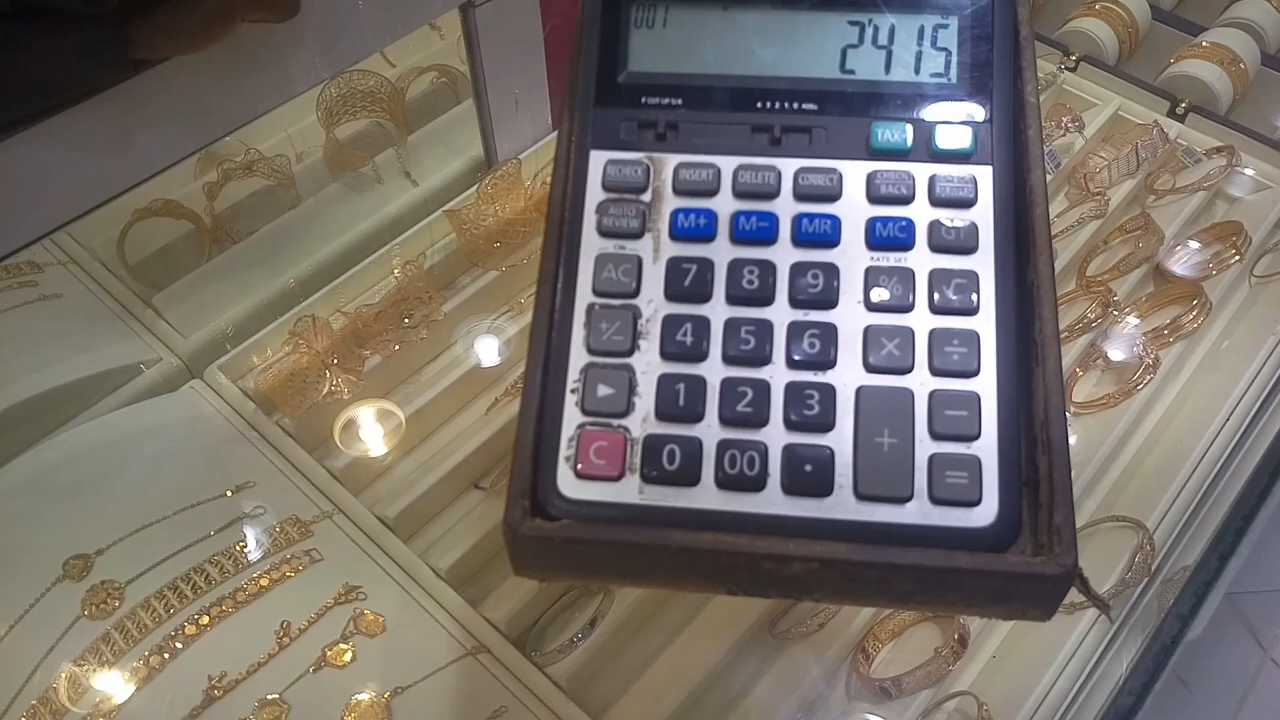 001
2'415
TAX-
RECHECK INSERT DELETE CORRECT CHECK BACK
AUTO REVIEW M+ M– MR MC GT
ON RATE SET
AC 7 8 9 % √
+/– 4 5 6 × ÷
▶ 1 2 3 + –
C 0 00 . =